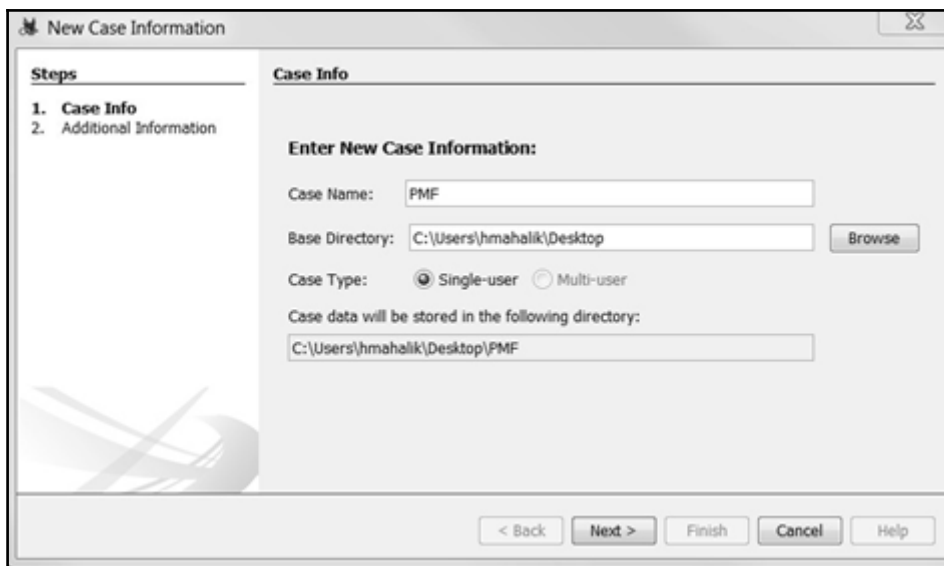 New Case Information
Steps
1. Case Info
2. Additional Information
Case Info
Enter New Case Information:
Case Name: PMF
Base Directory: C:\Users\hmahalik\Desktop Browse
Case Type: Single-user Multi-user
Case data will be stored in the following directory:
C:\Users\hmahalik\Desktop\PMF
< Back Next > Finish Cancel Help